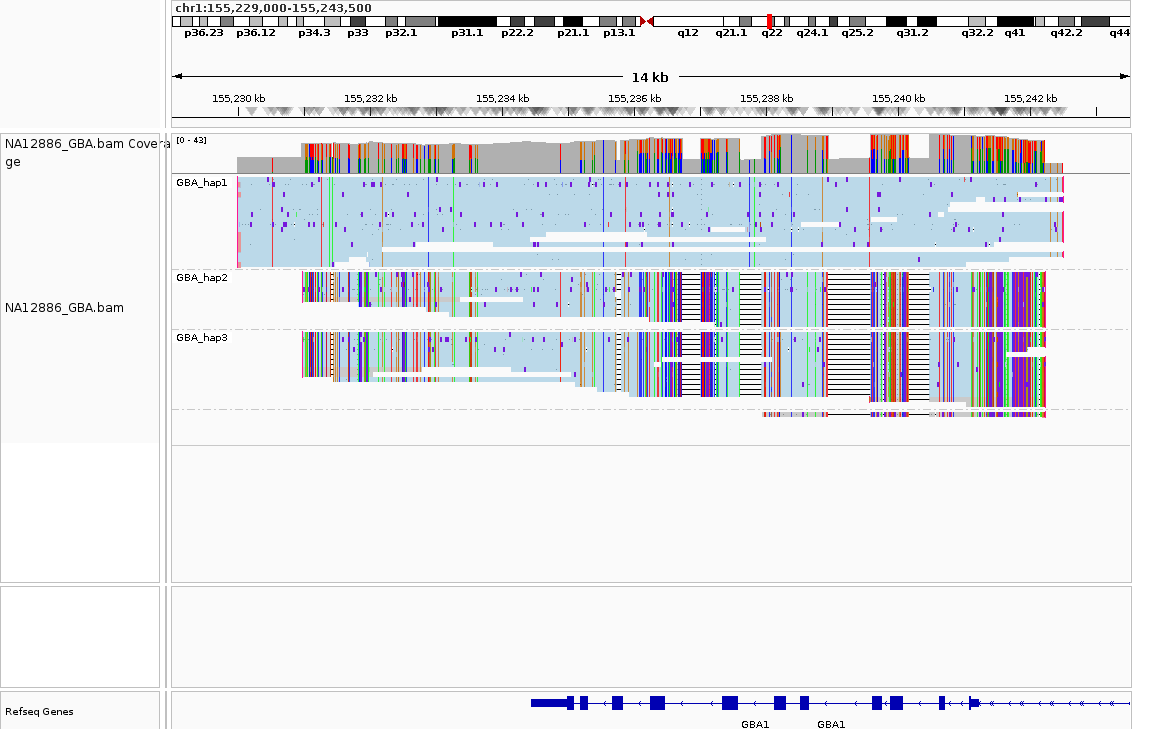 chr1:155,229,000-155,243,500
p36.23 p36.12 p34.3 p33 p32.1 p31.1 p22.2 p21.1 p13.1 q12 q21.1 q22 q24.1 q25.2 q31.2 q32.2 q41 q42.2 q44
14 kb
155,230 kb 155,232 kb 155,234 kb 155,236 kb 155,238 kb 155,240 kb 155,242 kb
NA12886_GBA.bam Covera
ge
[0 - 43]
GBA_hap1
GBA_hap2
NA12886_GBA.bam
GBA_hap3
Refseq Genes
GBA1 GBA1